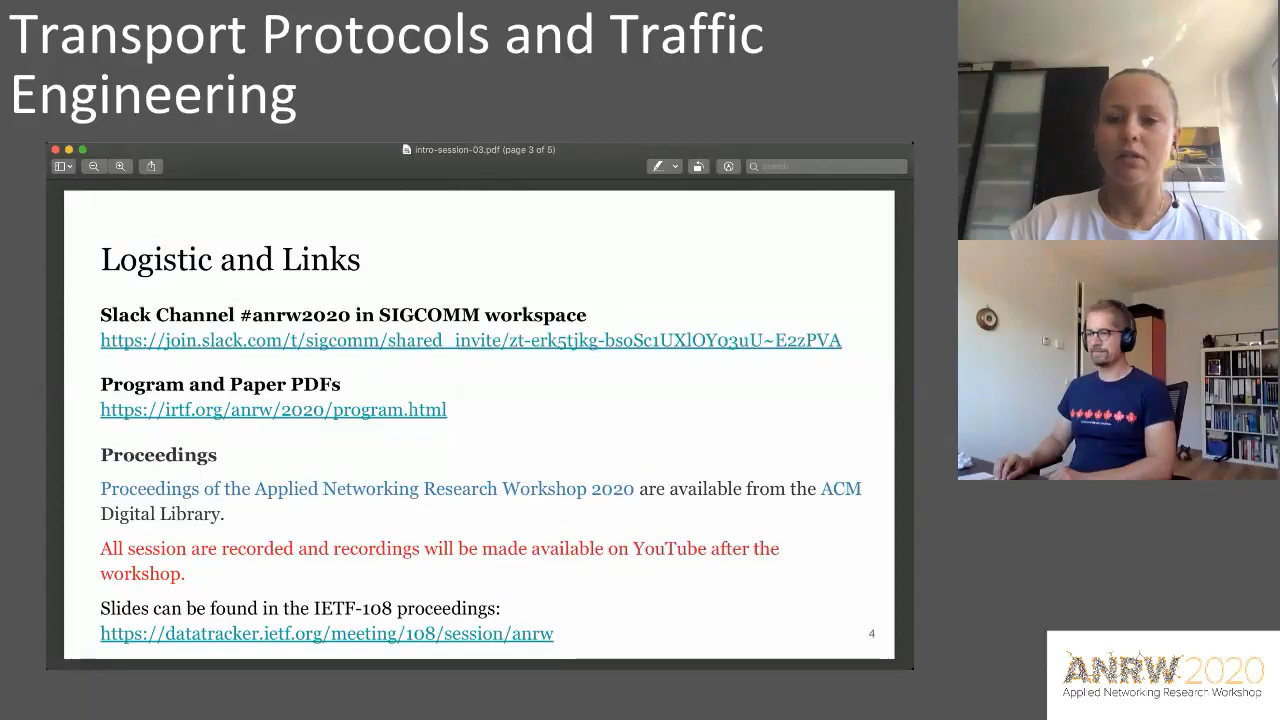 Transport Protocols and Traffic
Engineering
intro-session-03.pdf (page 3 of 5)
Search
Logistic and Links
Slack Channel #anrw2020 in SIGCOMM workspace
https://join.slack.com/t/sigcomm/shared_invite/zt-erk5tjkg-bsoSc1UXlOYo3uU~E2zPVA
Program and Paper PDFs
https://irtf.org/anrw/2020/program.html
Proceedings
Proceedings of the Applied Networking Research Workshop 2020 are available from the ACM
Digital Library.
All session are recorded and recordings will be made available on YouTube after the
workshop.
Slides can be found in the IETF-108 proceedings:
https://datatracker.ietf.org/meeting/108/session/anrw
4
ANRW2020
Applied Networking Research Workshop